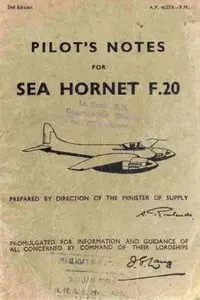 2nd Edition
A.P. 4037A—P.N.
PILOT'S NOTES
FOR
SEA HORNET F.20
PREPARED BY DIRECTION OF THE MINISTER OF SUPPLY
PROMULGATED FOR INFORMATION AND GUIDANCE OF
ALL CONCERNED, BY COMMAND OF THEIR LORDSHIPS